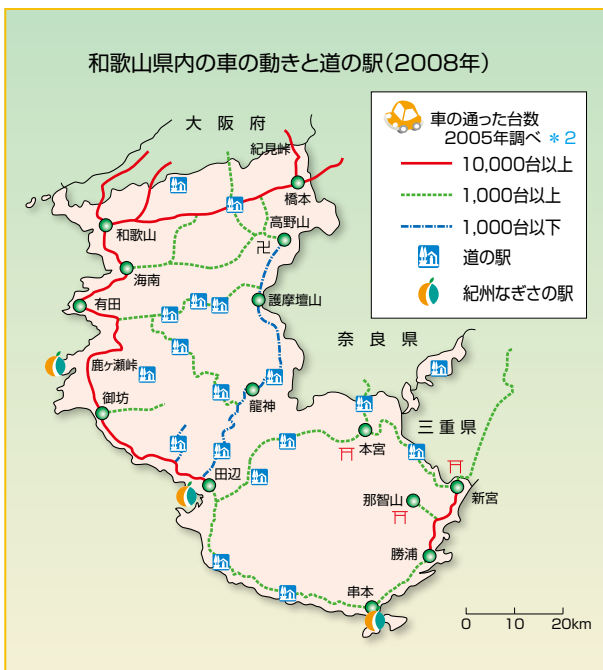 和歌山県内の車の動きと道の駅(2008年)
車の通った台数
2005年調べ *2
10,000台以上
1,000台以上
1,000台以下
道の駅
紀州なぎさの駅
大阪府
紀見峠
橋本
高野山
卍
和歌山
海南
有田
護摩壇山
奈良県
鹿ヶ瀬峠
御坊
龍神
三重県
本宮
田辺
新宮
那智山
勝浦
串本
0 10 20km